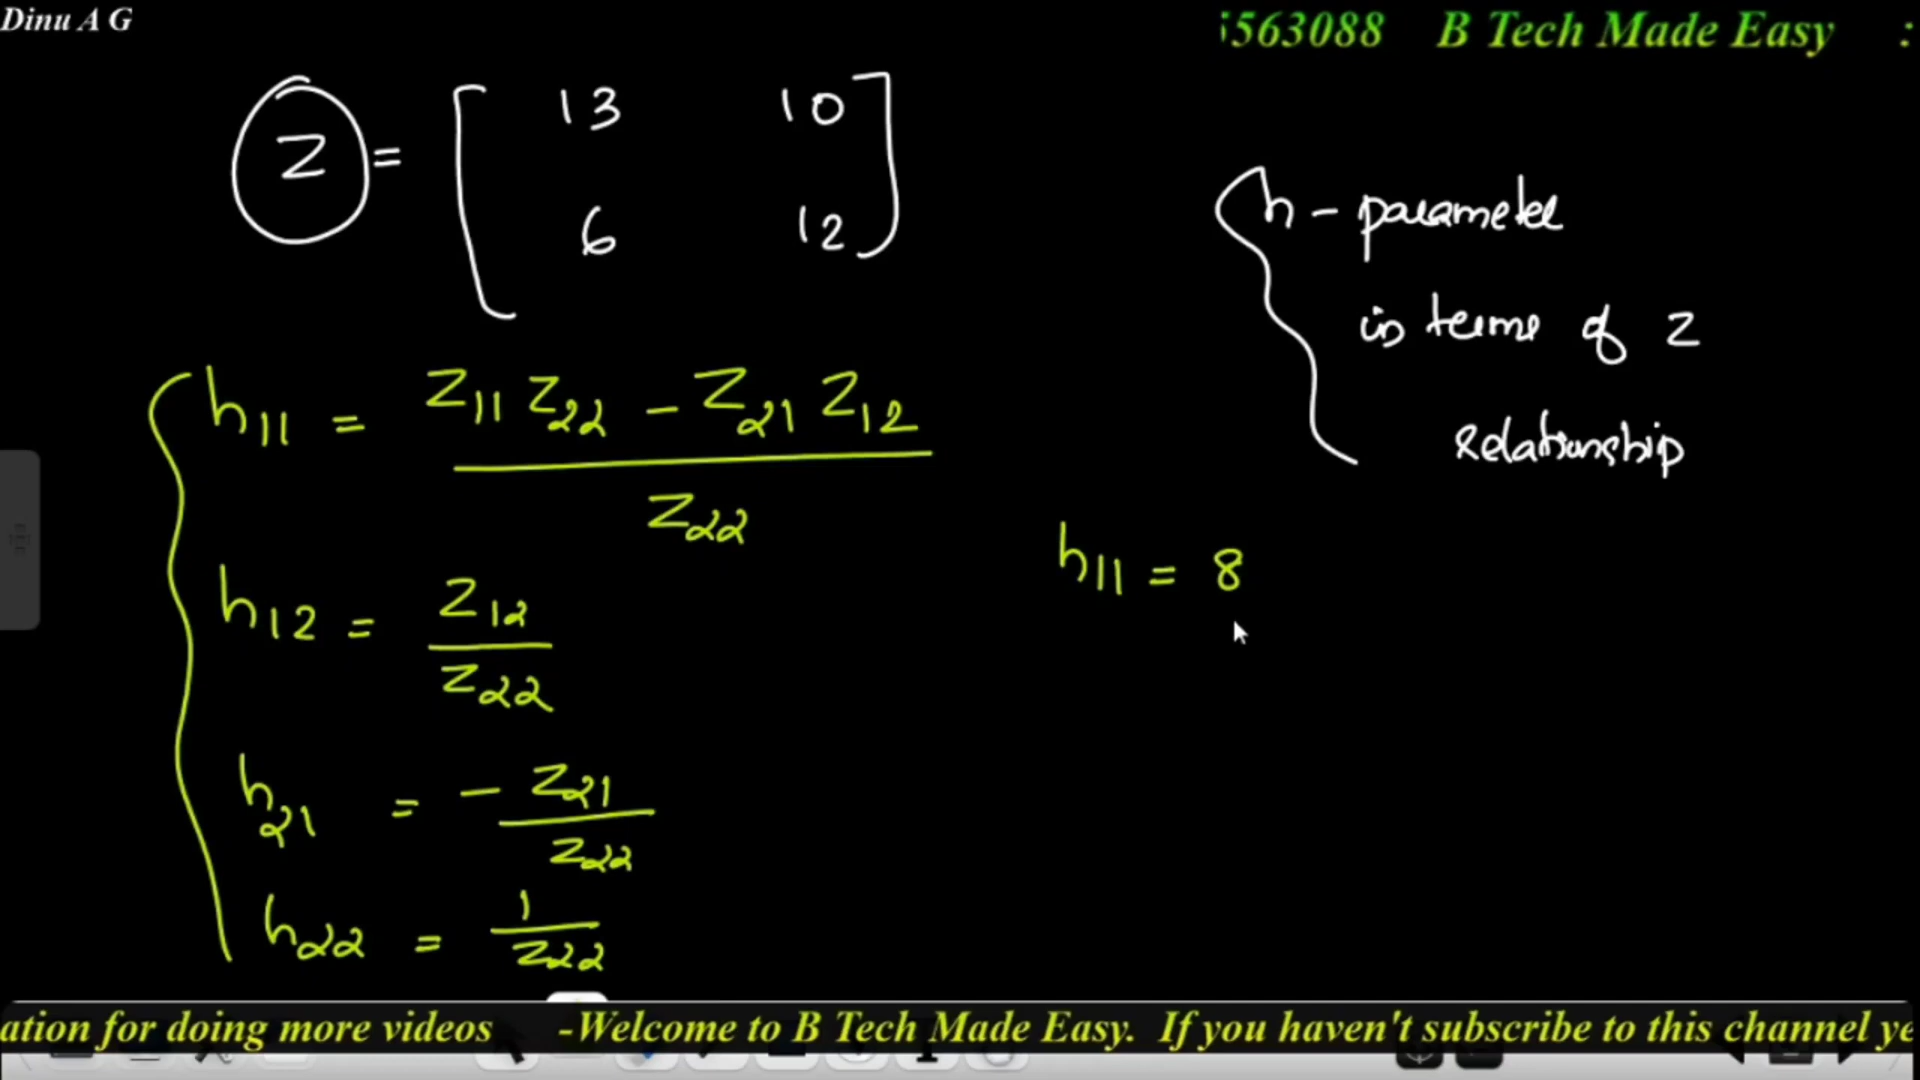 Dinu A G
563088 B Tech Made Easy :
Z = [ 13 10
6 12 ]
h - parameter
in terms of Z
relationship
h11 = Z11 Z22 - Z21 Z12
Z22
h11 = 8
h12 = Z12
Z22
h21 = - Z21
Z22
h22 = 1
Z22
ation for doing more videos -Welcome to B Tech Made Easy. If you haven't subscribe to this channel ye